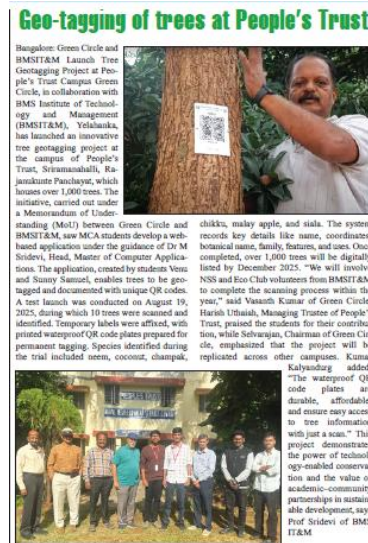 Geo-tagging of trees at People's Trust
Bangalore: Green Circle and
BMSIT&M Launch Tree
Geotagging Project at Peo-
ple's Trust Campus Green
Circle, in collaboration with
BMS Institute of Technol-
ogy and Management
(BMSIT&M), Yelahanka,
has launched an innovative
tree geotagging project at
the campus of People's
Trust, Sriramanahalli, Ra-
janukunte Panchayat, which
houses over 1,000 trees. The
initiative, carried out under
a Memorandum of Under-
standing (MoU) between Green Circle and
BMSIT&M, saw MCA students develop a web-
based application under the guidance of Dr M
Sridevi, Head, Master of Computer Applica-
tions. The application, created by students Venu
and Sunny Samuel, enables trees to be geo-
tagged and documented with unique QR codes.
A test launch was conducted on August 19,
2025, during which 10 trees were scanned and
identified. Temporary labels were affixed, with
printed waterproof QR code plates prepared for
permanent tagging. Species identified during
the trial included neem, coconut, champak,
chikku, malay apple, and siala. The system
records key details like name, coordinates
botanical name, family, features, and uses. Once
completed, over 1,000 trees will be digitally
listed by December 2025. "We will involve
NSS and Eco Club volunteers from BMSIT&M
to complete the scanning process within the
year," said Vasanth Kumar of Green Circle
Harish Uthaiah, Managing Trustee of People's
Trust, praised the students for their contribu
tion, while Selvarajan, Chairman of Green Cir
cle, emphasized that the project will be
replicated across other campuses. Kumar
Kalyandurg added
"The waterproof QR
code plates are
durable, affordable
and ensure easy access
to tree information
with just a scan." This
project demonstrates
the power of technol
ogy-enabled conserva
tion and the value of
academic-community
partnerships in sustain
able development, says
Prof Sridevi of BMS
IT&M